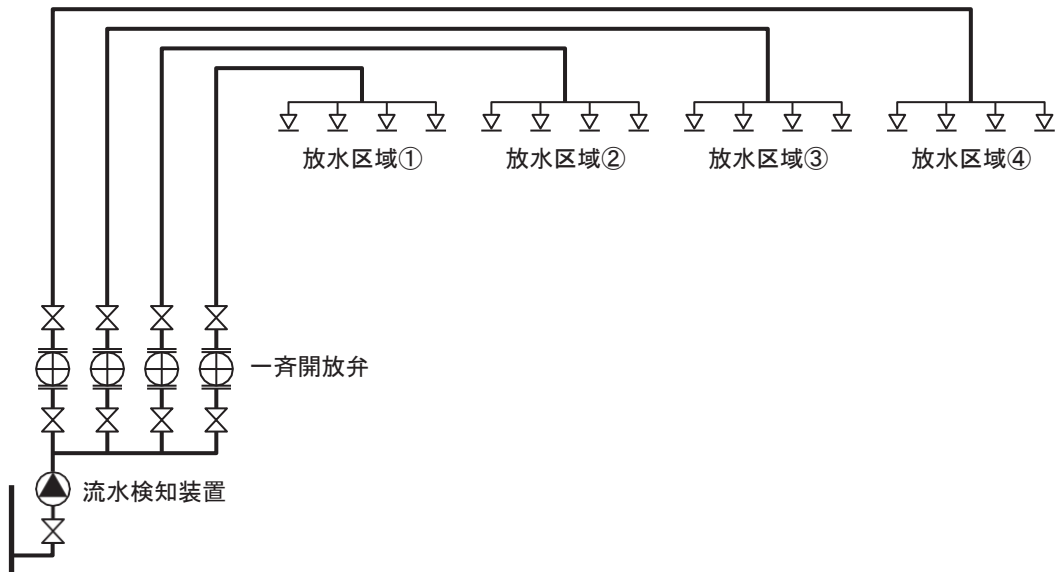 放水区域①
放水区域②
放水区域③
放水区域④
一斉開放弁
流水検知装置